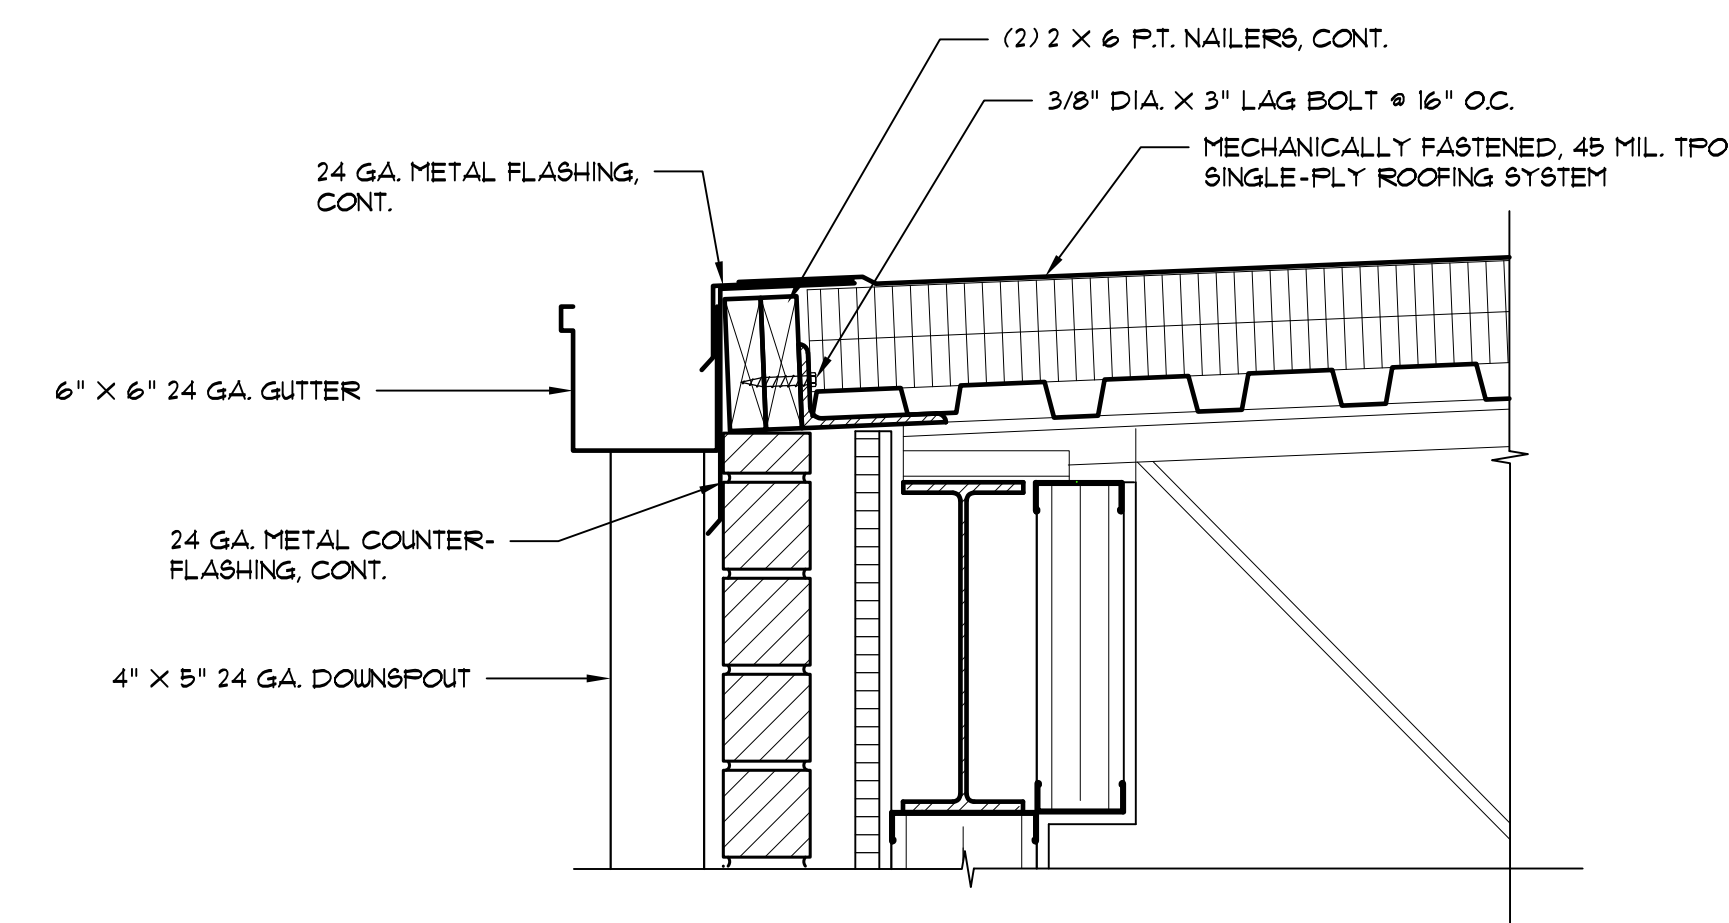 (2) 2 X 6 P.T. NAILERS, CONT.
3/8" DIA. X 3" LAG BOLT @ 16" O.C.
MECHANICALLY FASTENED, 45 MIL. TPO
SINGLE-PLY ROOFING SYSTEM
24 GA. METAL FLASHING,
CONT.
6" X 6" 24 GA. GUTTER
24 GA. METAL COUNTER-
FLASHING, CONT.
4" X 5" 24 GA. DOWNSPOUT